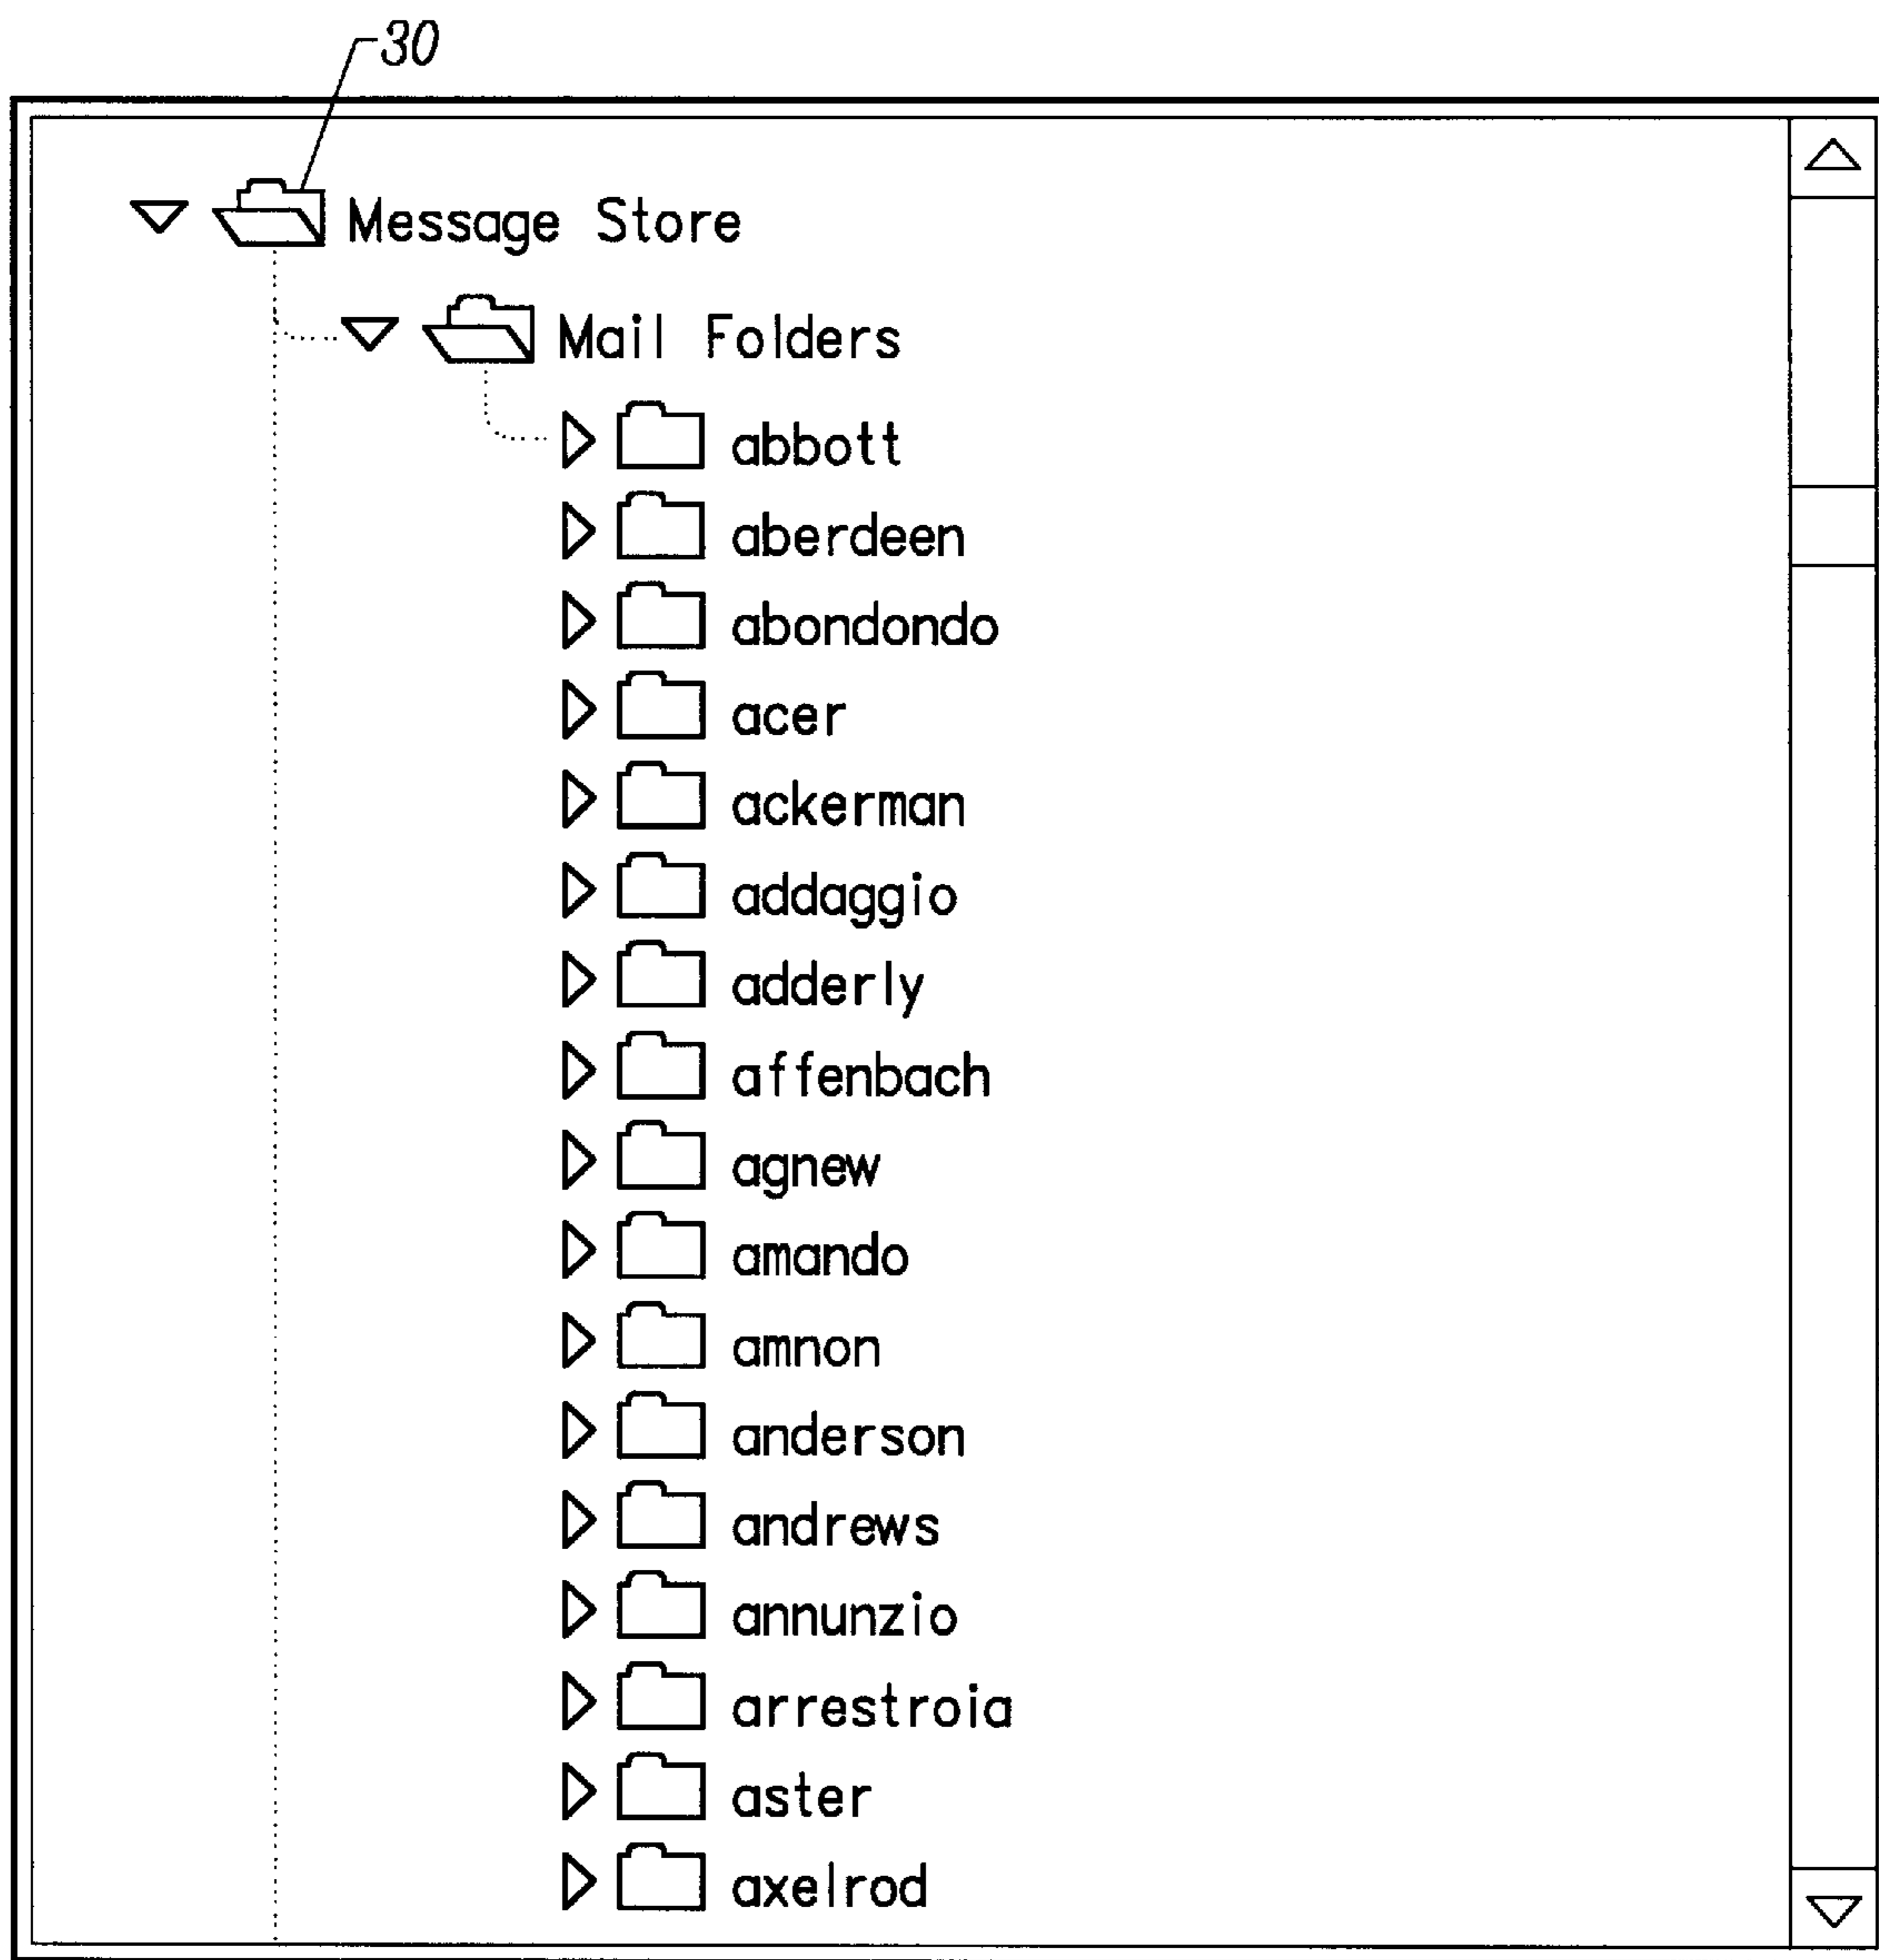 30
Message Store
Mail Folders
abbott
aberdeen
abondondo
acer
ackerman
addaggio
adderly
affenbach
agnew
amando
amnon
anderson
andrews
annunzio
arrestroia
aster
axelrod